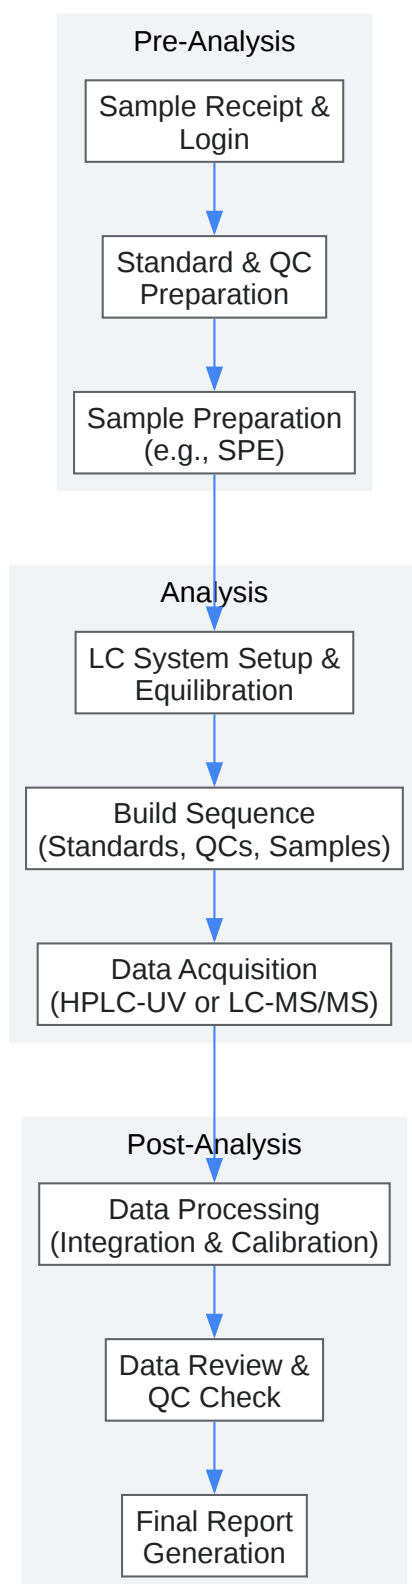 Pre-Analysis
Sample Receipt &
Login
Standard & QC
Preparation
Sample Preparation
(e.g., SPE)
Analysis
LC System Setup &
Equilibration
Build Sequence
(Standards, QCs, Samples)
Data Acquisition
(HPLC-UV or LC-MS/MS)
Post-Analysis
Data Processing
(Integration & Calibration)
Data Review &
QC Check
Final Report
Generation